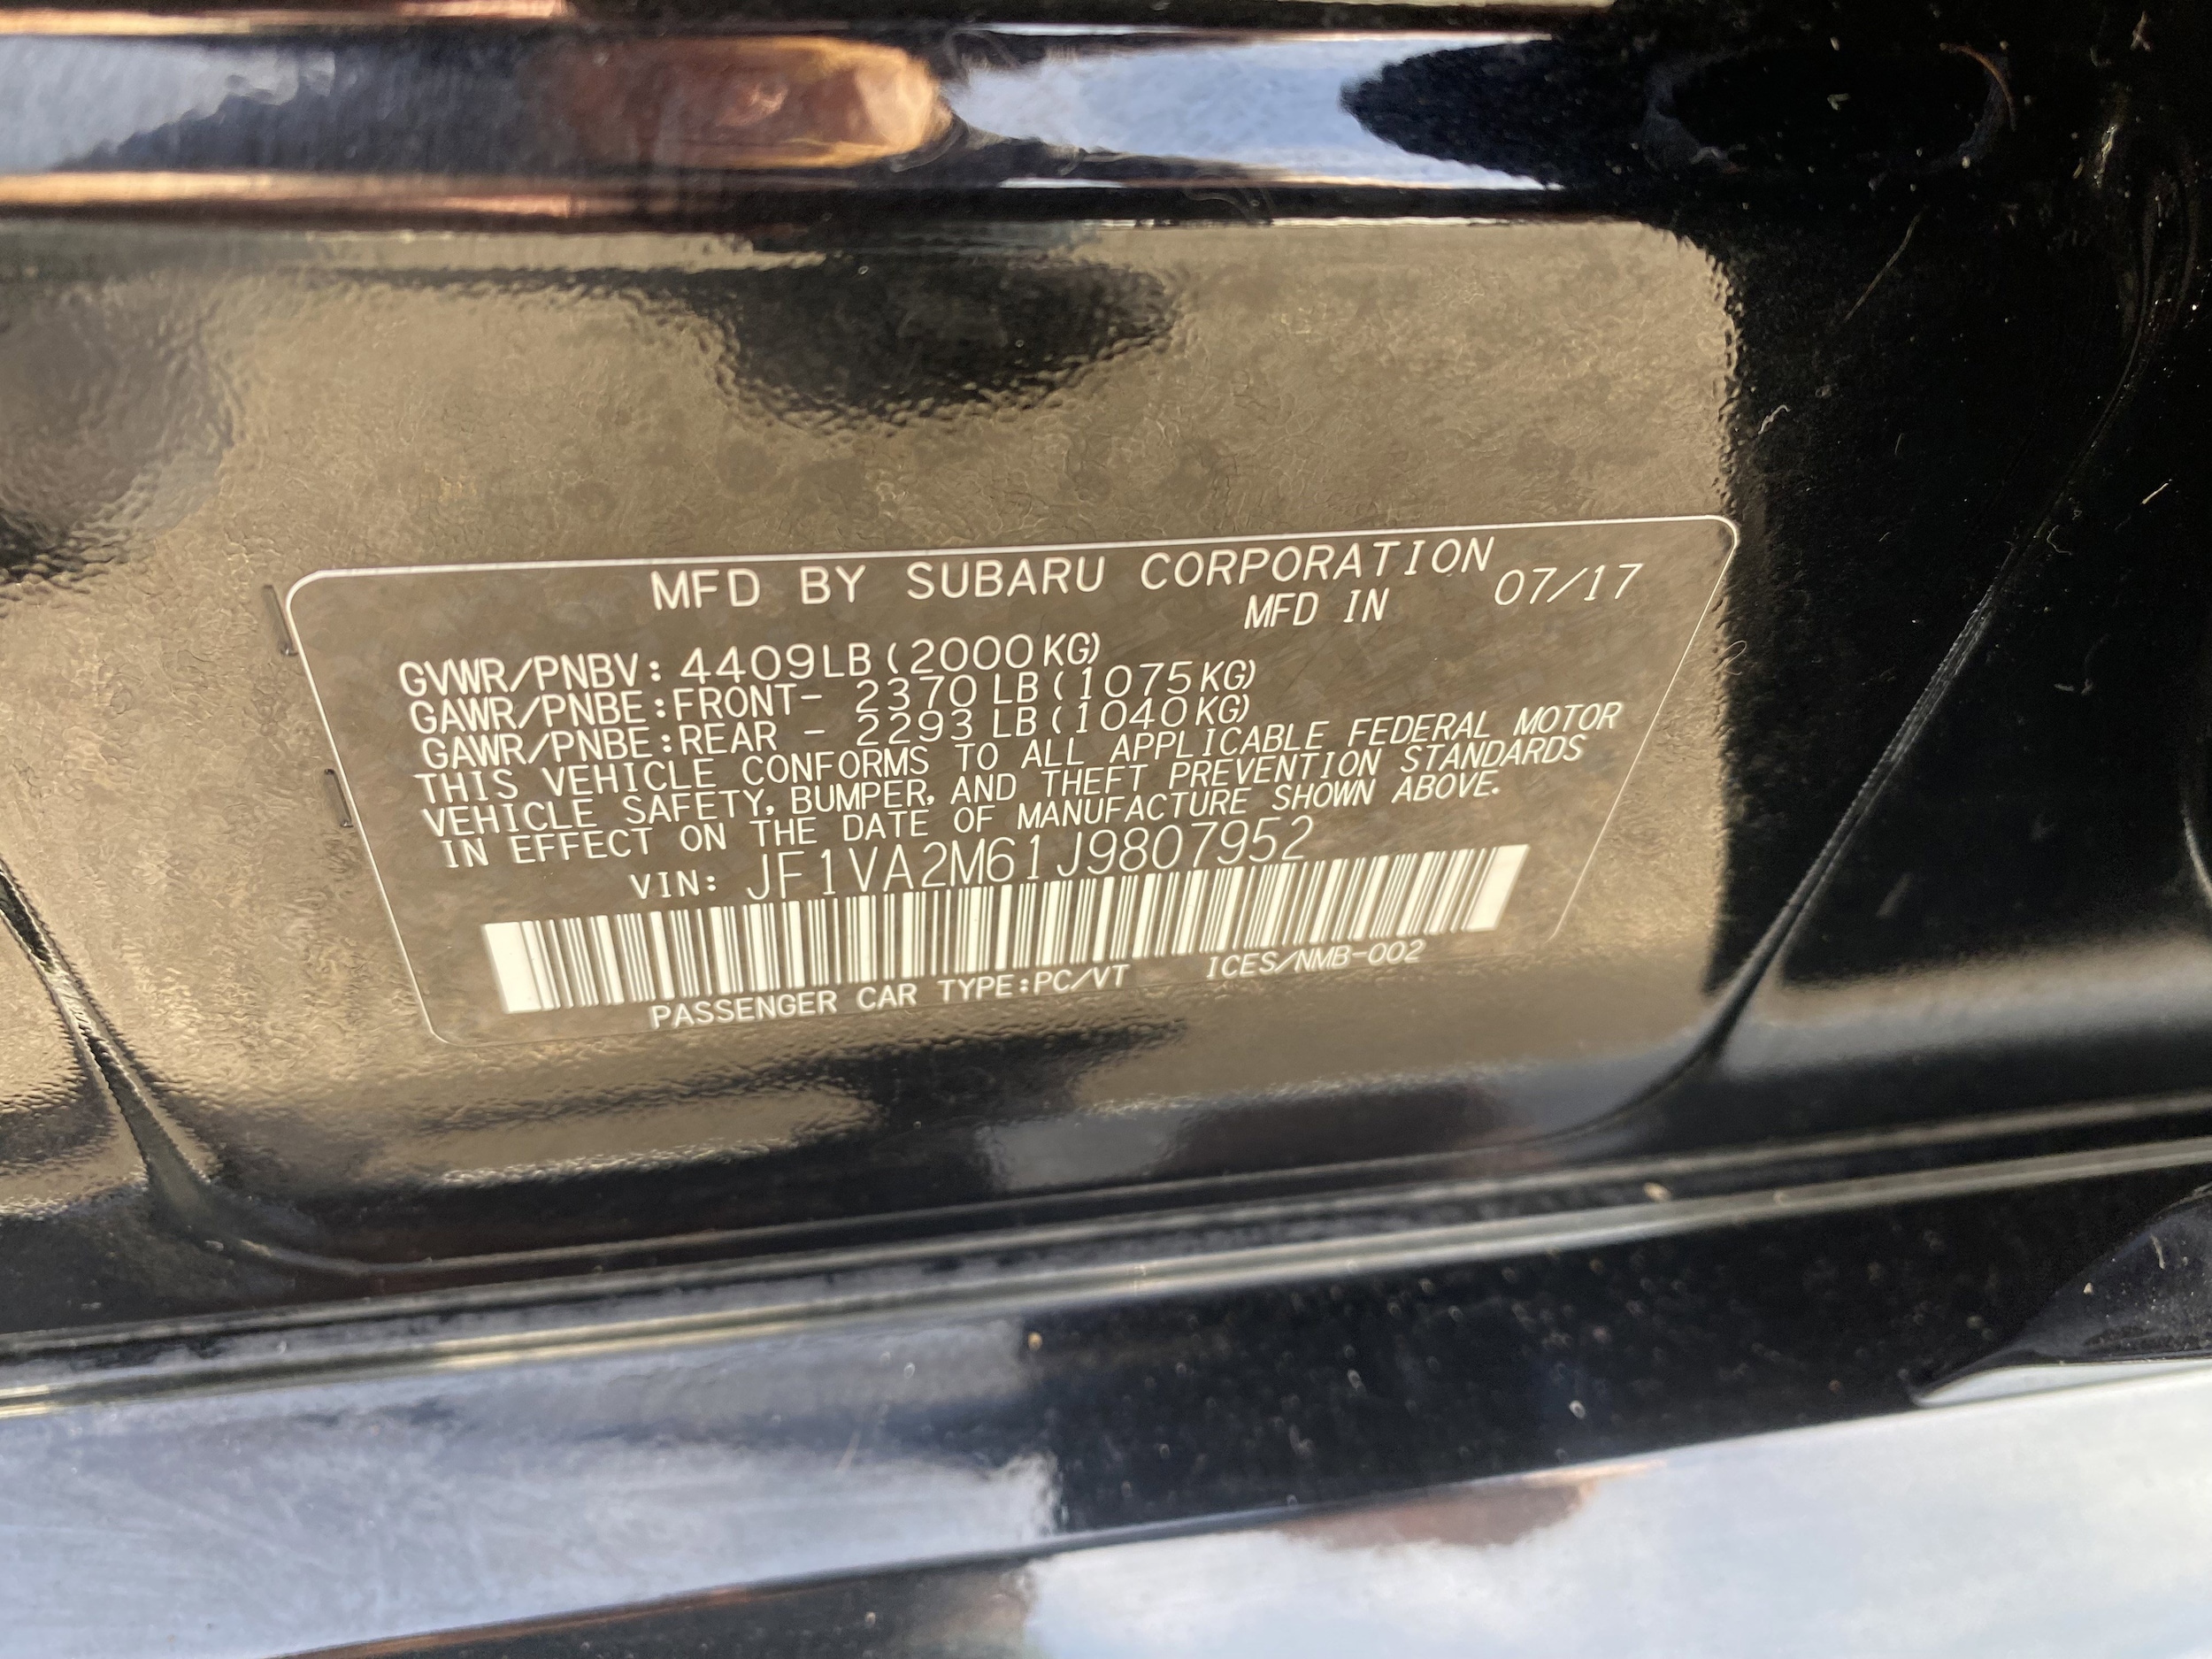 MFD BY SUBARU CORPORATION
MFD IN 07/17
GVWR/PNBV: 4409LB(2000KG)
GAWR/PNBE:FRONT- 2370LB(1075KG)
GAWR/PNBE:REAR - 2293LB(1040KG)
THIS VEHICLE CONFORMS TO ALL APPLICABLE FEDERAL MOTOR
VEHICLE SAFETY, BUMPER, AND THEFT PREVENTION STANDARDS
IN EFFECT ON THE DATE OF MANUFACTURE SHOWN ABOVE.
VIN: JF1VA2M61J9807952
PASSENGER CAR TYPE:PC/VT ICES/NMB-002